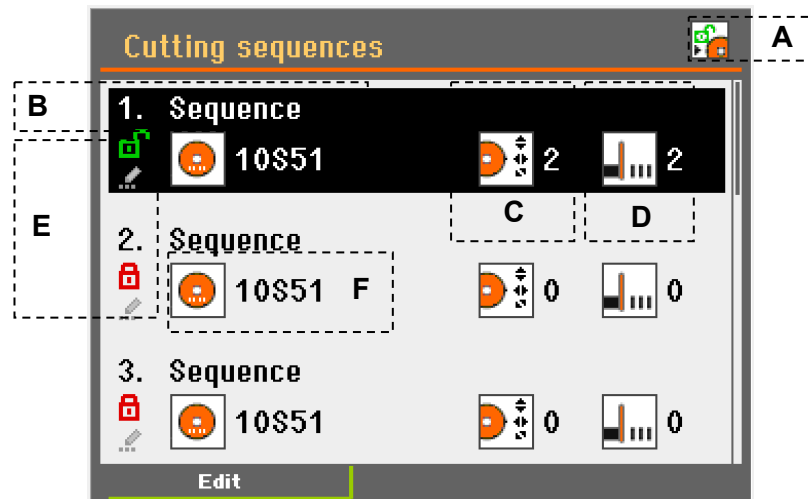 Cutting sequences
A
B
1. Sequence
10S51 2 2
E
C
D
2. Sequence
10S51 F 0 0
3. Sequence
10S51 0 0
Edit